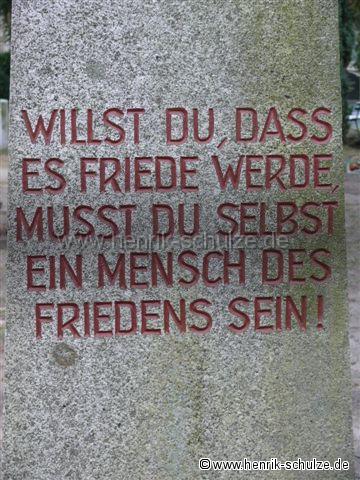 WILLST DU, DASS
ES FRIEDE WERDE,
MUSST DU SELBST
www.henrik-schulze.de
EIN MENSCH DES
FRIEDENS SEIN!
©www.henrik-schulze.de